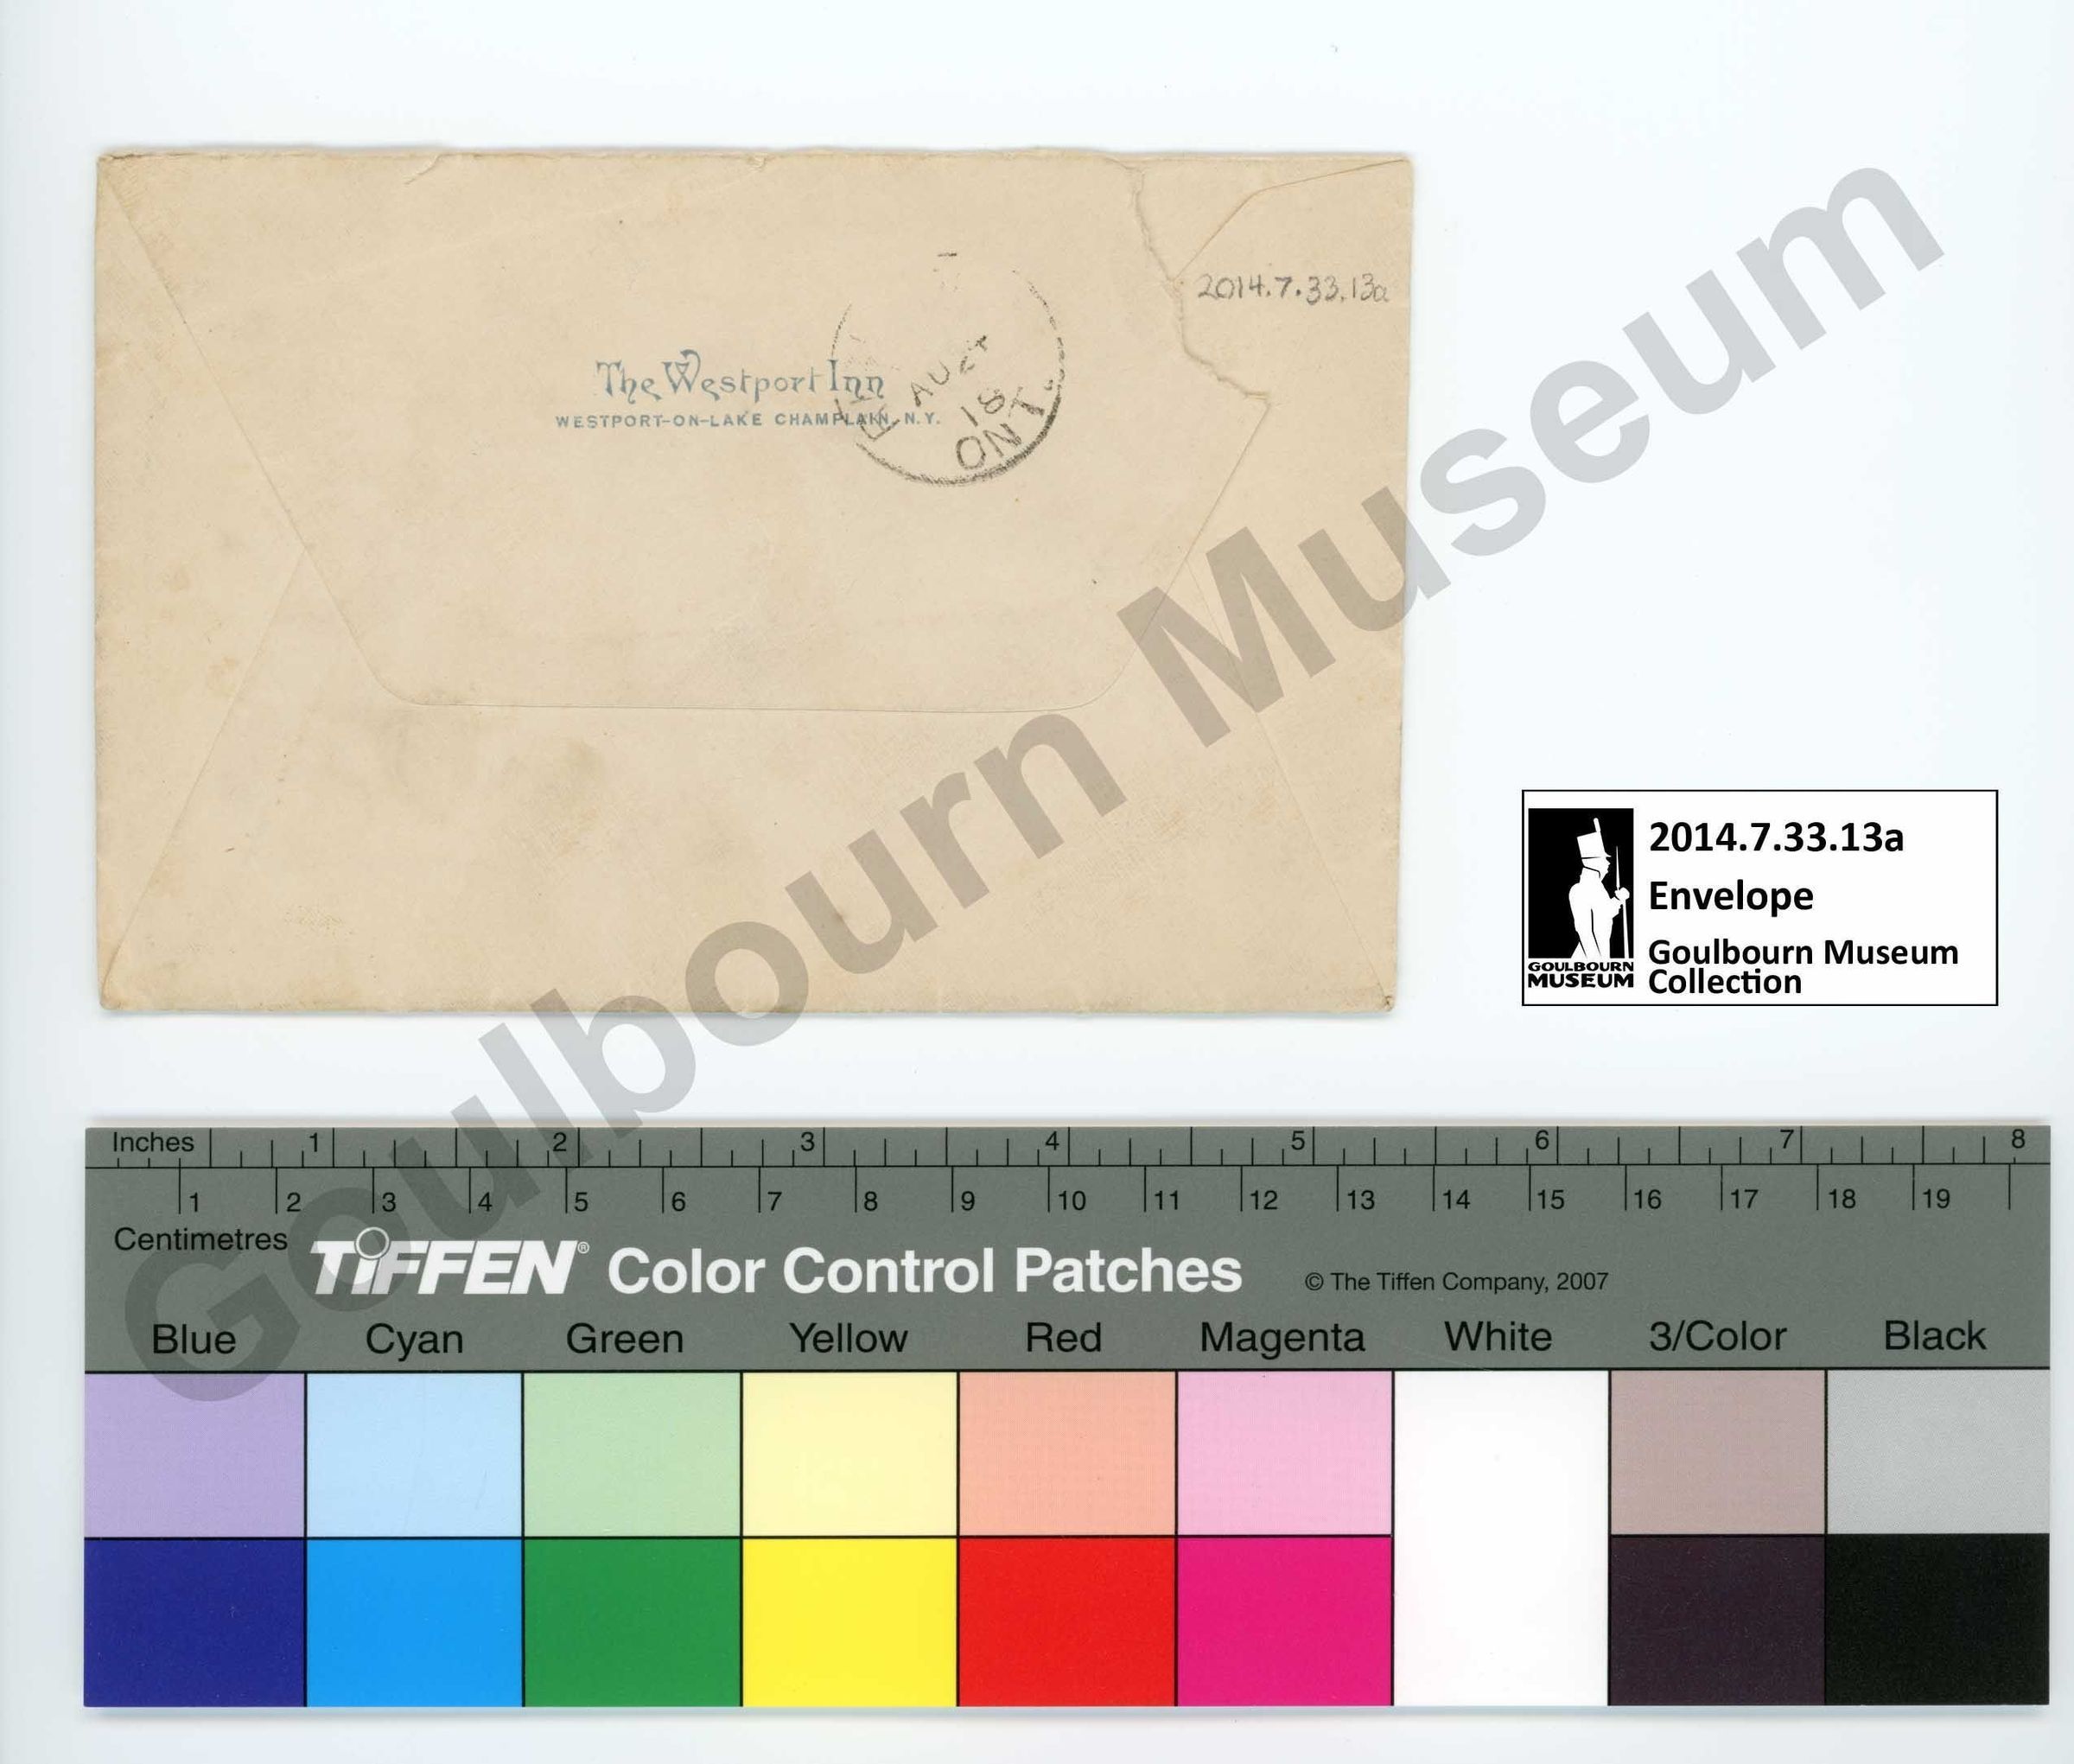 2014.7.33.13a
The Westport Inn
WESTPORT-ON-LAKE CHAMPLAIN, N.Y.
AU 24
18
ONT.
Goulbourn Museum
2014.7.33.13a
Envelope
Goulbourn Museum
Collection
GOULBOURN
MUSEUM
Inches 1 2 3 4 5 6 7 8
1 2 3 4 5 6 7 8 9 10 11 12 13 14 15 16 17 18 19
Centimetres
TIFFEN® Color Control Patches © The Tiffen Company, 2007
Blue Cyan Green Yellow Red Magenta White 3/Color Black